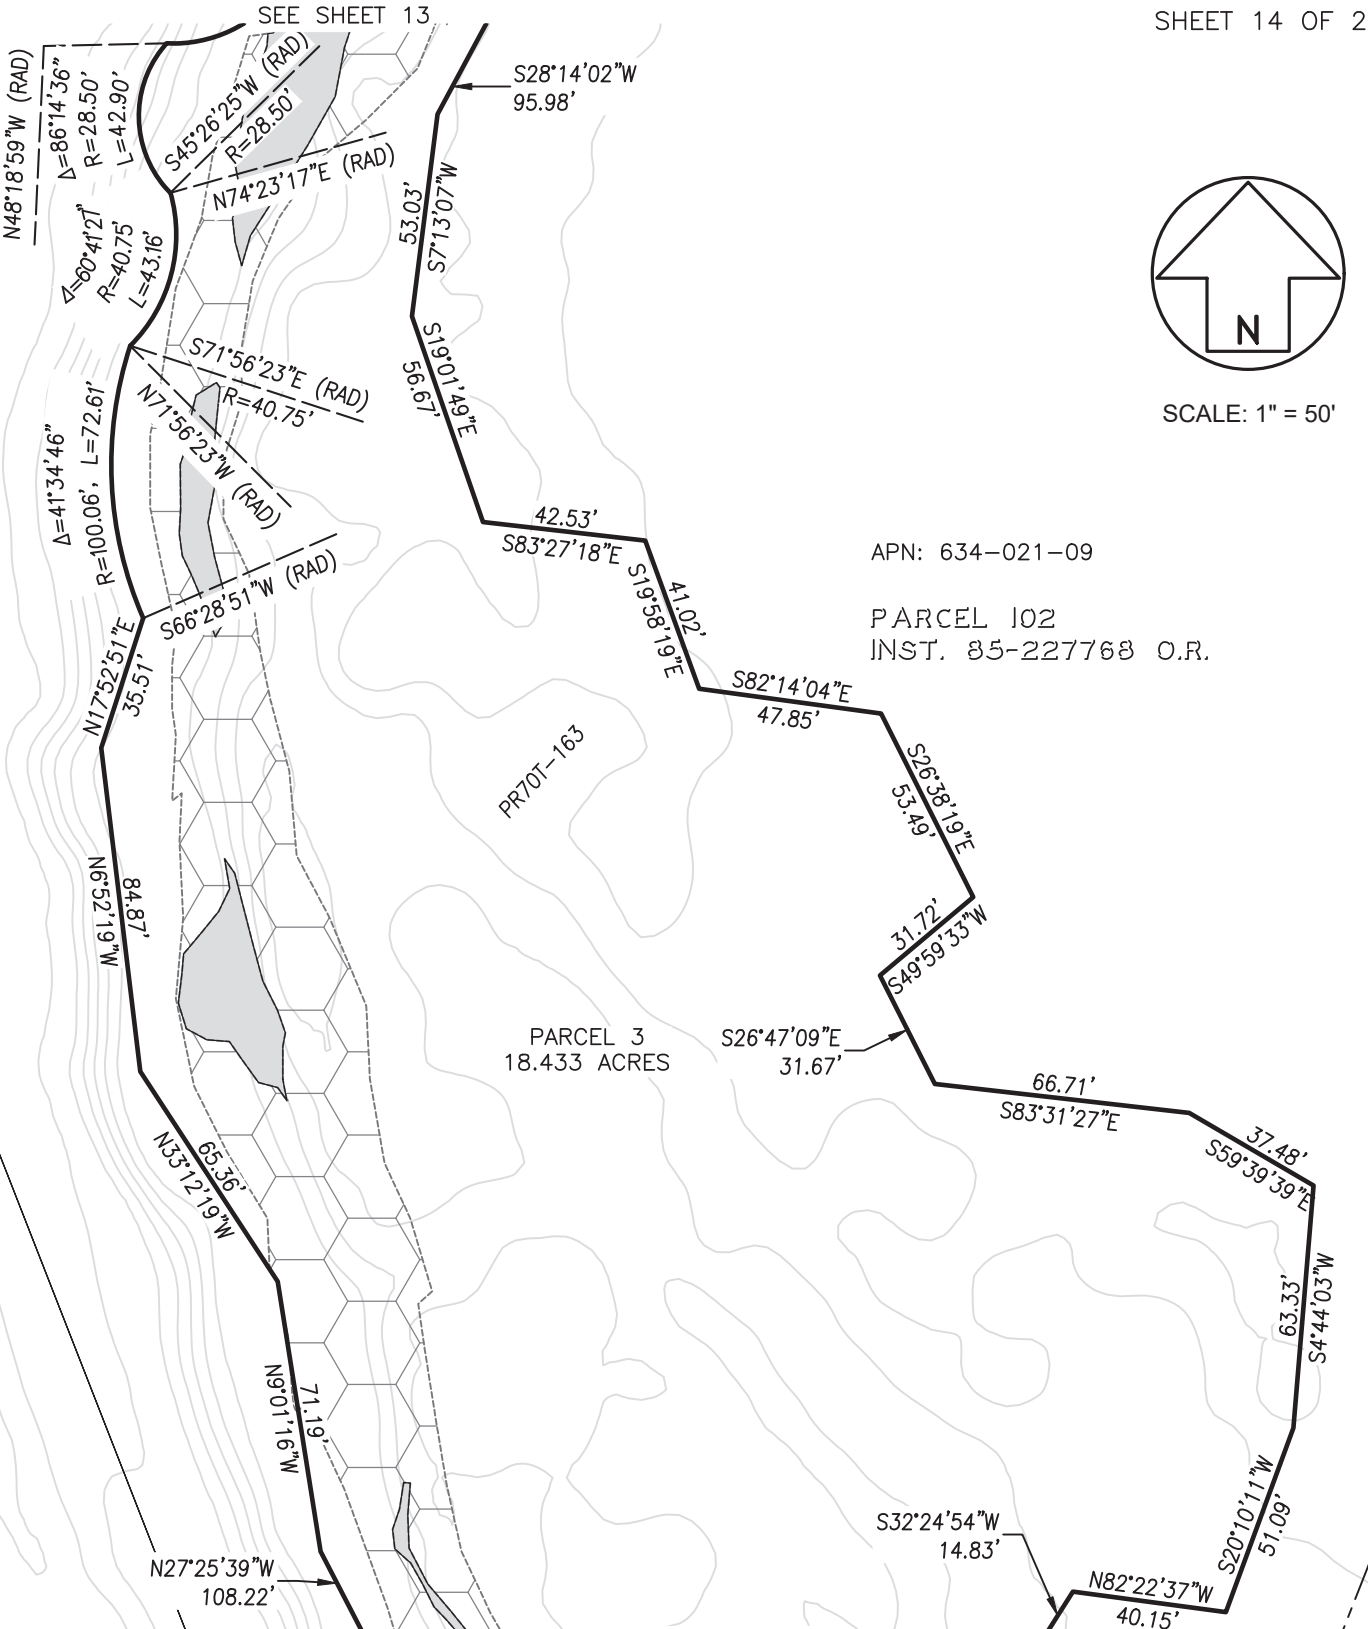 SEE SHEET 13
SHEET 14 OF 2
N48°18'59"W (RAD)
Δ=86°14'36"
R=28.50'
L=42.90'
S45°26'25"W (RAD)
R=28.50'
N74°23'17"E (RAD)
S28°14'02"W
95.98'
53.03'
S7°13'07"W
Δ=60°41'21"
R=40.75'
L=43.16'
N
SCALE: 1" = 50'
S71°56'23"E (RAD)
R=40.75'
N71°56'23"W (RAD)
S19°01'49"E
56.67'
Δ=41°34'46"
R=100.06', L=72.61'
42.53'
S83°27'18"E
S66°28'51"W (RAD)
APN: 634-021-09
PARCEL 102
INST. 85-227768 O.R.
41.02'
S19°58'19"E
N17°52'51"E
35.51'
S82°14'04"E
47.85'
PR70T-163
S26°38'19"E
53.49'
N6°52'19"W
84.87'
31.72'
S49°59'33"W
PARCEL 3
18.433 ACRES
S26°47'09"E
31.67'
66.71'
S83°31'27"E
37.48'
S59°39'39"E
65.36'
N33°12'19"W
63.33'
S4°44'03"W
71.19'
N9°01'16"W
S20°10'11"W
51.09'
S32°24'54"W
14.83'
N27°25'39"W
108.22'
N82°22'37"W
40.15'